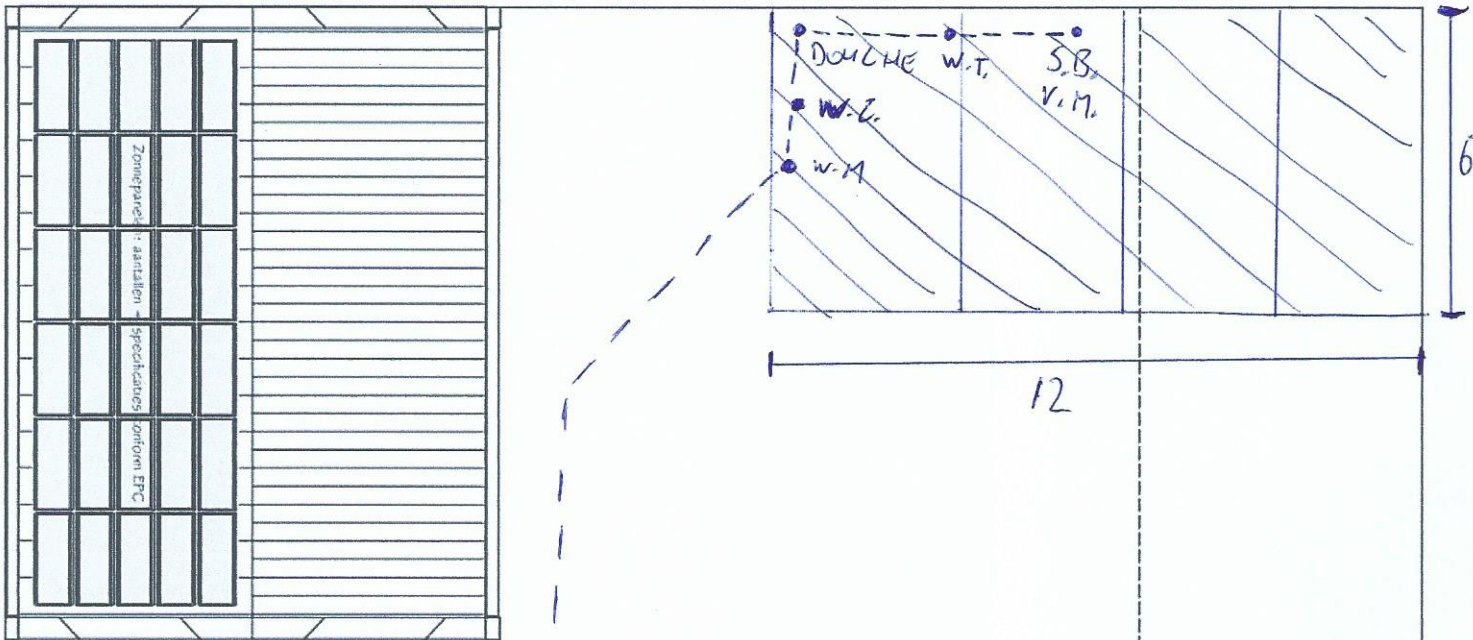 Zonnepanelen: aantallen + specificaties conform EPC
DOUCHE
W.T.
S.B.
V.M.
W.C.
W.M
6
12